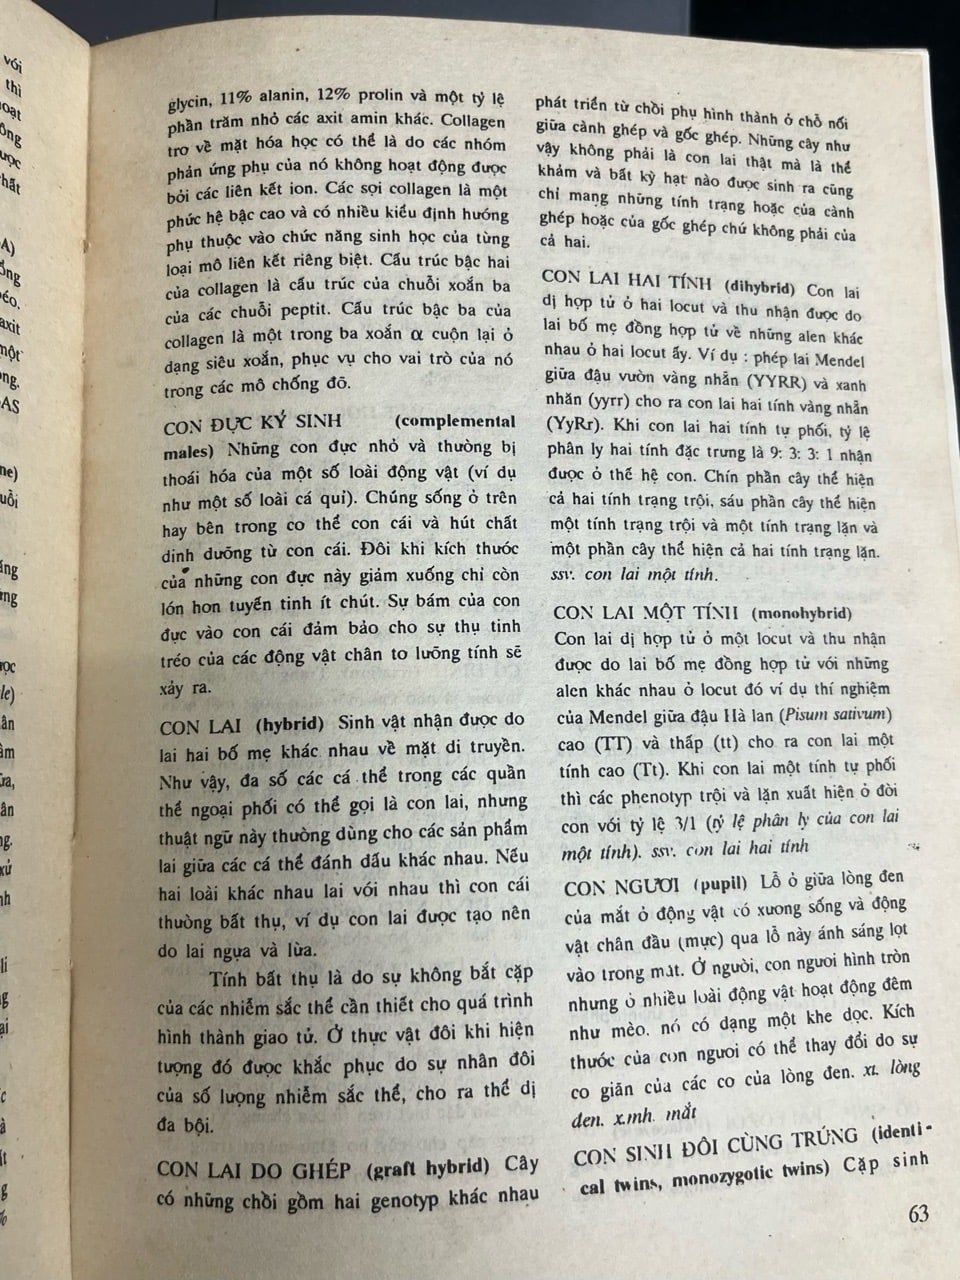 với
thì
oạt
ông
ược
hất
A)
ống
béo.
axit
một
ong.
OAS
ne)
uỗi
ăng
ưng
ược
le)
ân
ầm
ữa,
ân
ng.
xử
nh
lí
g
ại
c
à
ất
g
%
glycin, 11% alanin, 12% prolin và một tỷ lệ
phần trăm nhỏ các axit amin khác. Collagen
trơ về mặt hóa học có thể là do các nhóm
phản ứng phụ của nó không hoạt động được
bởi các liên kết ion. Các sợi collagen là một
phức hệ bậc cao và có nhiều kiểu định hướng
phụ thuộc vào chức năng sinh học của từng
loại mô liên kết riêng biệt. Cấu trúc bậc hai
của collagen là cấu trúc của chuỗi xoắn ba
của các chuỗi peptit. Cấu trúc bậc ba của
collagen là một trong ba xoắn α cuộn lại ở
dạng siêu xoắn, phục vụ cho vai trò của nó
trong các mô chống đỡ.
CON ĐỰC KÝ SINH (complemental
males) Những con đực nhỏ và thường bị
thoái hóa của một số loài động vật (ví dụ
như một số loài cá quỉ). Chúng sống ở trên
hay bên trong cơ thể con cái và hút chất
dinh dưỡng từ con cái. Đôi khi kích thước
của những con đực này giảm xuống chỉ còn
lớn hơn tuyến tinh ít chút. Sự bám của con
đực vào con cái đảm bảo cho sự thụ tinh
tréo của các động vật chân tơ lưỡng tính sẽ
xảy ra.
CON LAI (hybrid) Sinh vật nhận được do
lai hai bố mẹ khác nhau về mặt di truyền.
Như vậy, đa số các cá thể trong các quần
thể ngoại phối có thể gọi là con lai, nhưng
thuật ngữ này thường dùng cho các sản phẩm
lai giữa các cá thể đánh dấu khác nhau. Nếu
hai loài khác nhau lai với nhau thì con cái
thường bất thụ, ví dụ con lai được tạo nên
do lai ngựa và lừa.
Tính bất thụ là do sự không bắt cặp
của các nhiễm sắc thể cần thiết cho quá trình
hình thành giao tử. Ở thực vật đôi khi hiện
tượng đó được khắc phục do sự nhân đôi
của số lượng nhiễm sắc thể, cho ra thể dị
đa bội.
CON LAI DO GHÉP (graft hybrid) Cây
có những chồi gồm hai genotyp khác nhau
phát triển từ chồi phụ hình thành ở chỗ nối
giữa cành ghép và gốc ghép. Những cây như
vậy không phải là con lai thật mà là thể
khảm và bất kỳ hạt nào được sinh ra cũng
chỉ mang những tính trạng hoặc của cành
ghép hoặc của gốc ghép chứ không phải của
cả hai.
CON LAI HAI TÍNH (dihybrid) Con lai
dị hợp tử ở hai locut và thu nhận được do
lai bố mẹ đồng hợp tử về những alen khác
nhau ở hai locut ấy. Ví dụ : phép lai Mendel
giữa đậu vườn vàng nhẵn (YYRR) và xanh
nhăn (yyrr) cho ra con lai hai tính vàng nhẵn
(YyRr). Khi con lai hai tính tự phối, tỷ lệ
phân ly hai tính đặc trưng là 9: 3: 3: 1 nhận
được ở thế hệ con. Chín phần cây thể hiện
cả hai tính trạng trội, sáu phần cây thể hiện
một tính trạng trội và một tính trạng lặn và
một phần cây thể hiện cả hai tính trạng lặn.
ssv. con lai một tính.
CON LAI MỘT TÍNH (monohybrid)
Con lai dị hợp tử ở một locut và thu nhận
được do lai bố mẹ đồng hợp tử với những
alen khác nhau ở locut đó ví dụ thí nghiệm
của Mendel giữa đậu Hà lan (Pisum sativum)
cao (TT) và thấp (tt) cho ra con lai một
tính cao (Tt). Khi con lai một tính tự phối
thì các phenotyp trội và lặn xuất hiện ở đời
con với tỷ lệ 3/1 (tỷ lệ phân ly của con lai
một tính). ssv. con lai hai tính
CON NGƯƠI (pupil) Lỗ ở giữa lòng đen
của mắt ở động vật có xương sống và động
vật chân đầu (mực) qua lỗ này ánh sáng lọt
vào trong mắt. Ở người, con ngươi hình tròn
nhưng ở nhiều loài động vật hoạt động đêm
như mèo. nó có dạng một khe dọc. Kích
thước của con ngươi có thể thay đổi do sự
co giãn của các cơ của lòng đen. xt. lòng
đen. x.mh. mắt
CON SINH ĐÔI CÙNG TRỨNG (identi-
cal twins, monozygotic twins) Cặp sinh
63